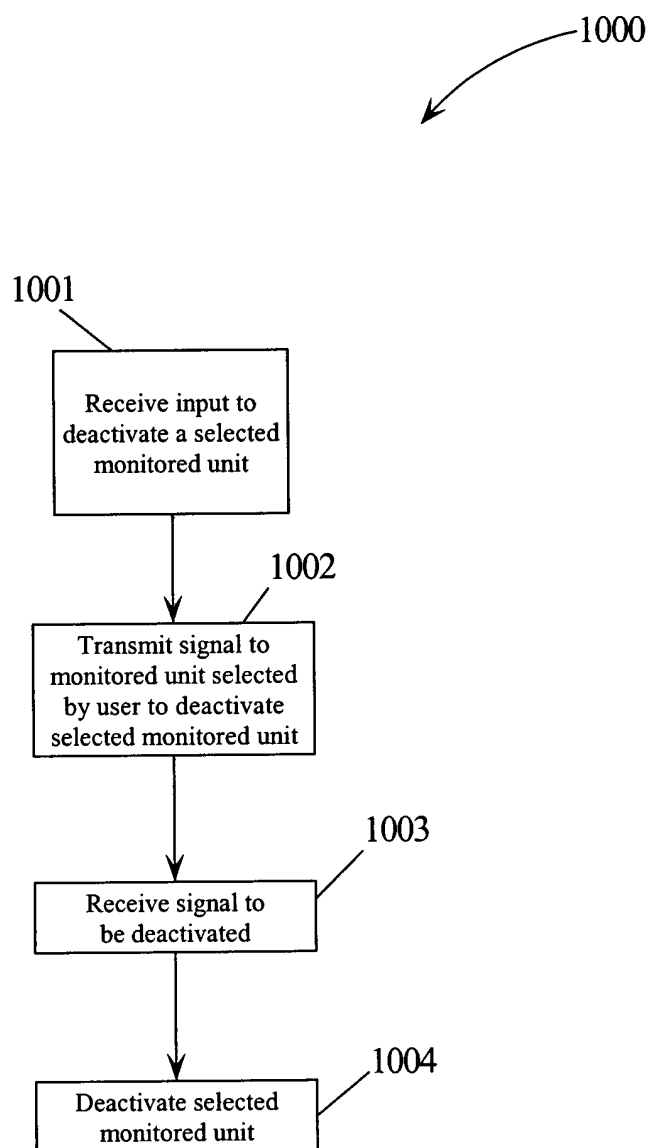 1000
1001
Receive input to
deactivate a selected
monitored unit
1002
Transmit signal to
monitored unit selected
by user to deactivate
selected monitored unit
1003
Receive signal to
be deactivated
1004
Deactivate selected
monitored unit